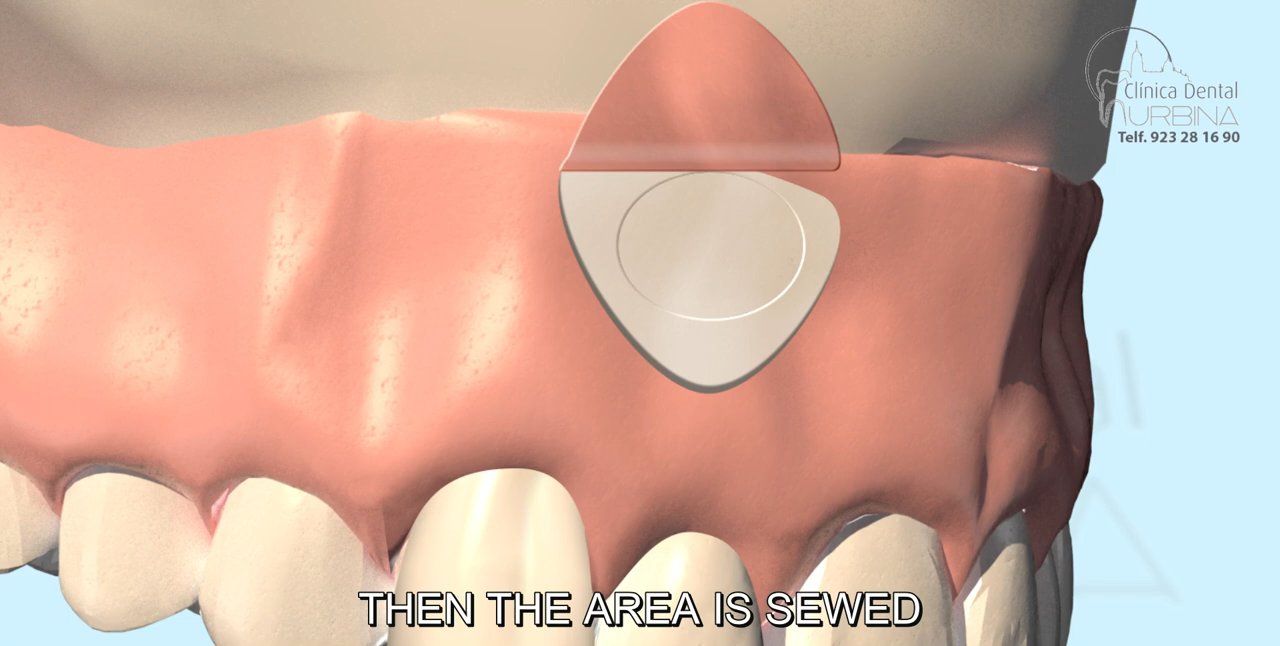 Clínica Dental
URBINA
Telf. 923 28 16 90
THEN THE AREA IS SEWED